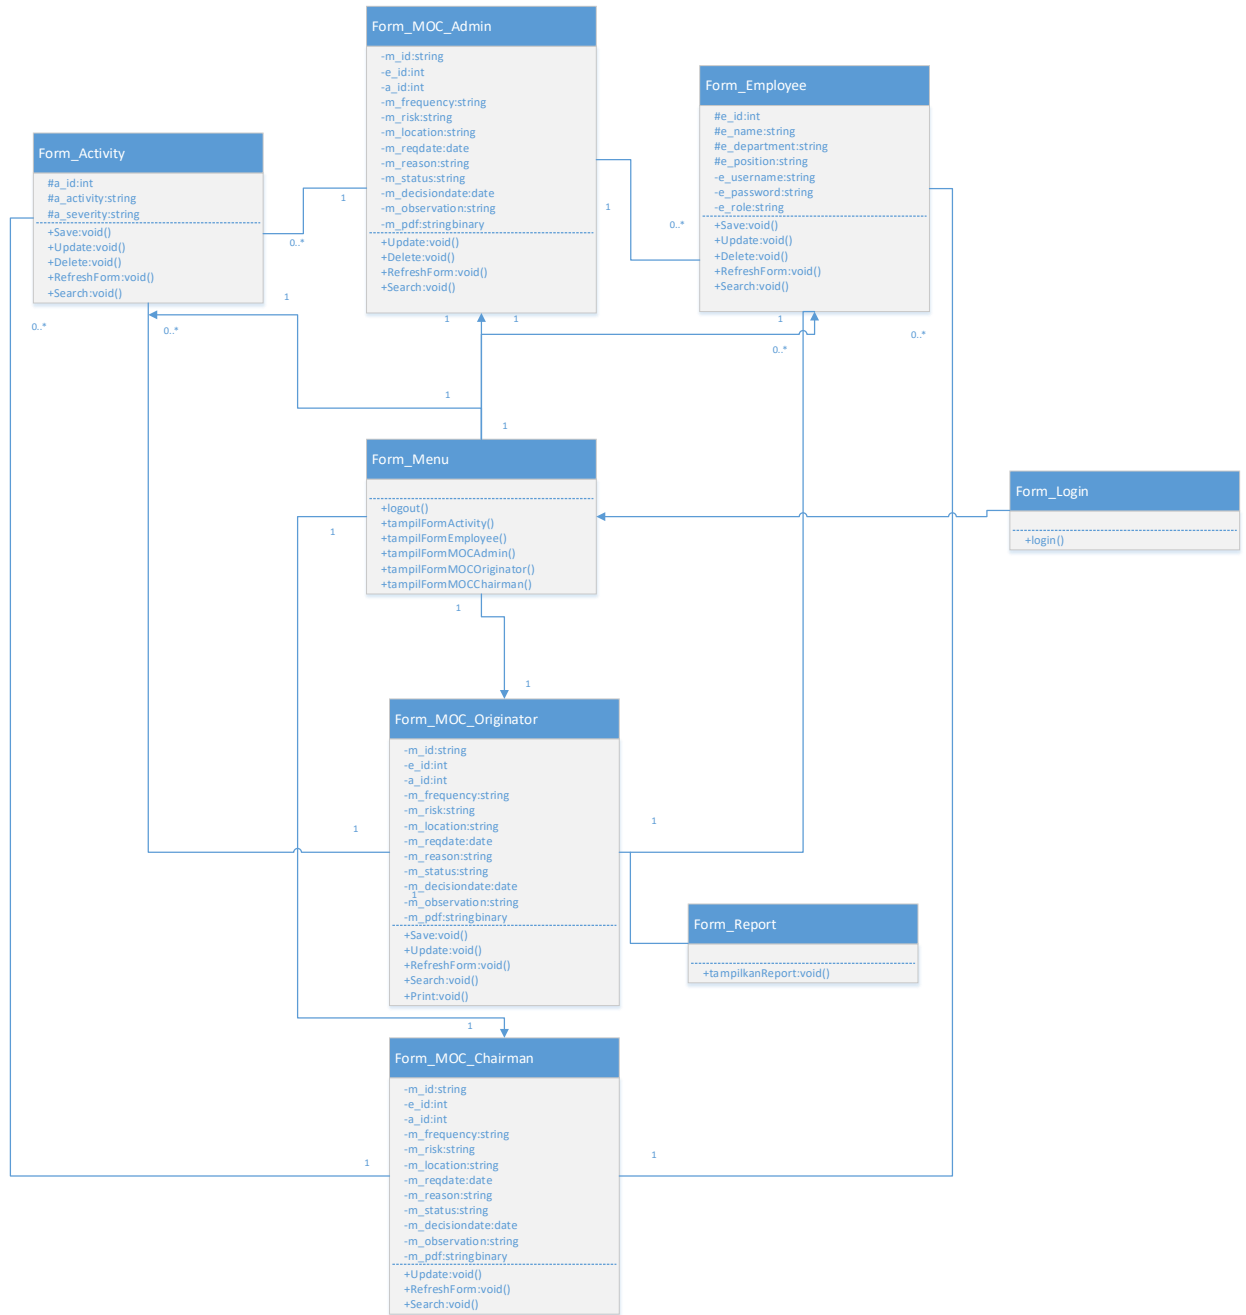 Form_MOC_Admin
-m_id:string
-e_id:int
-a_id:int
-m_frequency:string
-m_risk:string
-m_location:string
-m_reqdate:date
-m_reason:string
-m_status:string
-m_decisiondate:date
-m_observation:string
-m_pdf:stringbinary
+Update:void()
+Delete:void()
+RefreshForm:void()
+Search:void()
Form_Employee
#e_id:int
#e_name:string
#e_department:string
#e_position:string
-e_username:string
-e_password:string
-e_role:string
+Save:void()
+Update:void()
+Delete:void()
+RefreshForm:void()
+Search:void()
Form_Activity
#a_id:int
#a_activity:string
#a_severity:string
+Save:void()
+Update:void()
+Delete:void()
+RefreshForm:void()
+Search:void()
1
0..*
1
0..*
1
0..*
0..*
1
1
1
0..*
0..*
1
1
Form_Menu
+logout()
+tampilFormActivity()
+tampilFormEmployee()
+tampilFormMOCAdmin()
+tampilFormMOCOriginator()
+tampilFormMOCChairman()
Form_Login
+login()
1
1
1
Form_MOC_Originator
-m_id:string
-e_id:int
-a_id:int
-m_frequency:string
-m_risk:string
-m_location:string
-m_reqdate:date
-m_reason:string
-m_status:string
-m_decisiondate:date
-m_observation:string
-m_pdf:stringbinary
+Save:void()
+Update:void()
+RefreshForm:void()
+Search:void()
+Print:void()
1
1
1
Form_Report
+tampilkanReport:void()
1
Form_MOC_Chairman
-m_id:string
-e_id:int
-a_id:int
-m_frequency:string
-m_risk:string
-m_location:string
-m_reqdate:date
-m_reason:string
-m_status:string
-m_decisiondate:date
-m_observation:string
-m_pdf:stringbinary
+Update:void()
+RefreshForm:void()
+Search:void()
1
1